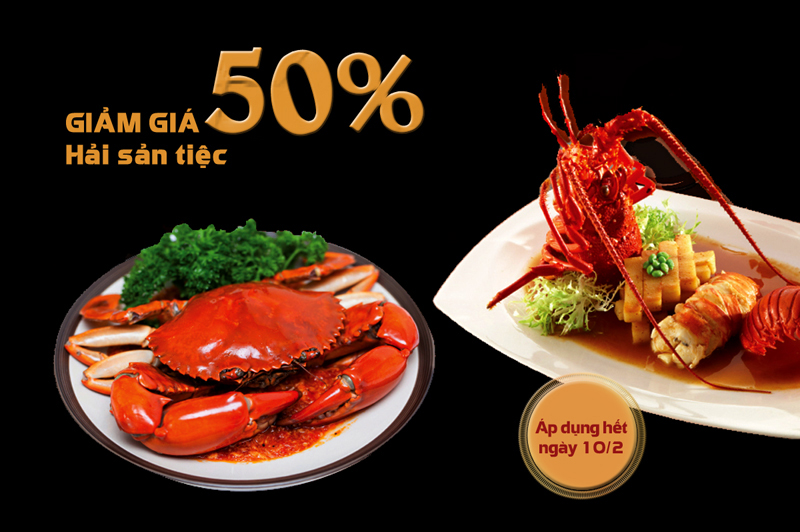 GIẢM GIÁ 50%
Hải sản tiệc
Áp dụng hết
ngày 10/2